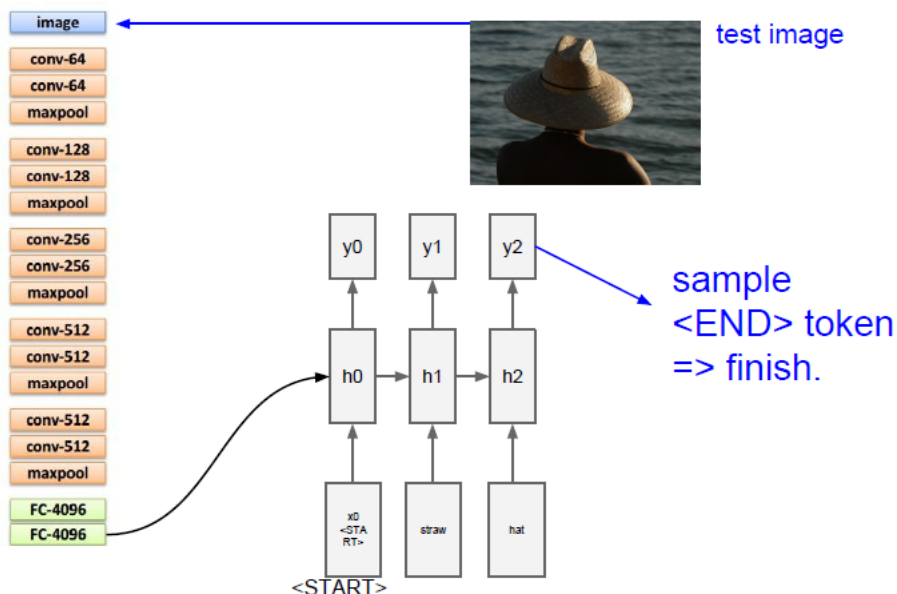 image
test image
conv-64
conv-64
maxpool
conv-128
conv-128
maxpool
conv-256
conv-256
maxpool
conv-512
conv-512
maxpool
conv-512
conv-512
maxpool
FC-4096
FC-4096
y0
y1
y2
sample
<END> token
=> finish.
h0
h1
h2
x0
<STA
RT>
straw
hat
<START>